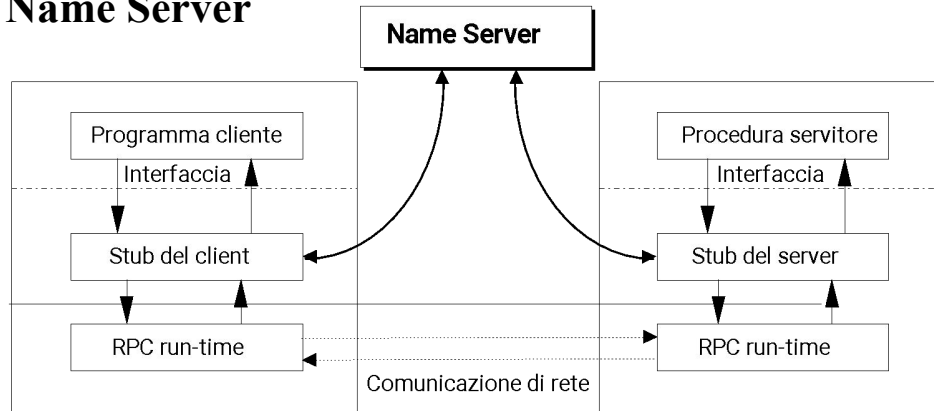 Name Server
Name Server
Programma cliente
Procedura servitore
Interfaccia
Interfaccia
Stub del client
Stub del server
RPC run-time
RPC run-time
Comunicazione di rete